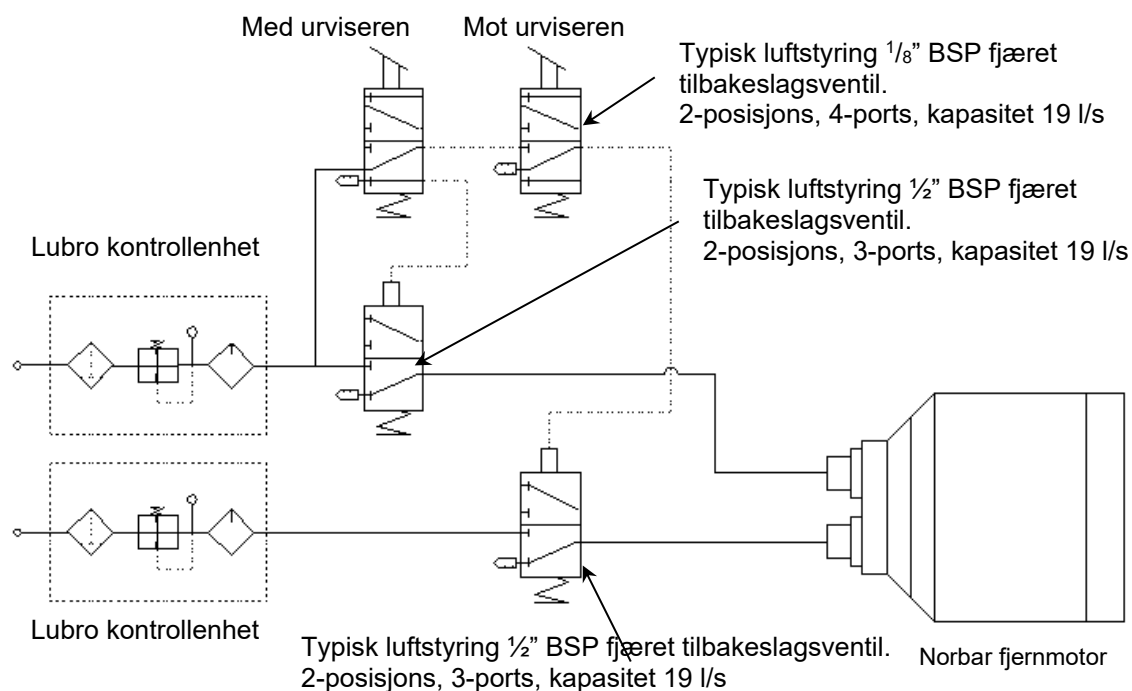 Med urviseren
Mot urviseren
Typisk luftstyring 1/8” BSP fjæret
tilbakeslagsventil.
2-posisjons, 4-ports, kapasitet 19 l/s
Typisk luftstyring ½” BSP fjæret
tilbakeslagsventil.
2-posisjons, 3-ports, kapasitet 19 l/s
Lubro kontrollenhet
Lubro kontrollenhet
Typisk luftstyring ½” BSP fjæret tilbakeslagsventil.
2-posisjons, 3-ports, kapasitet 19 l/s
Norbar fjernmotor